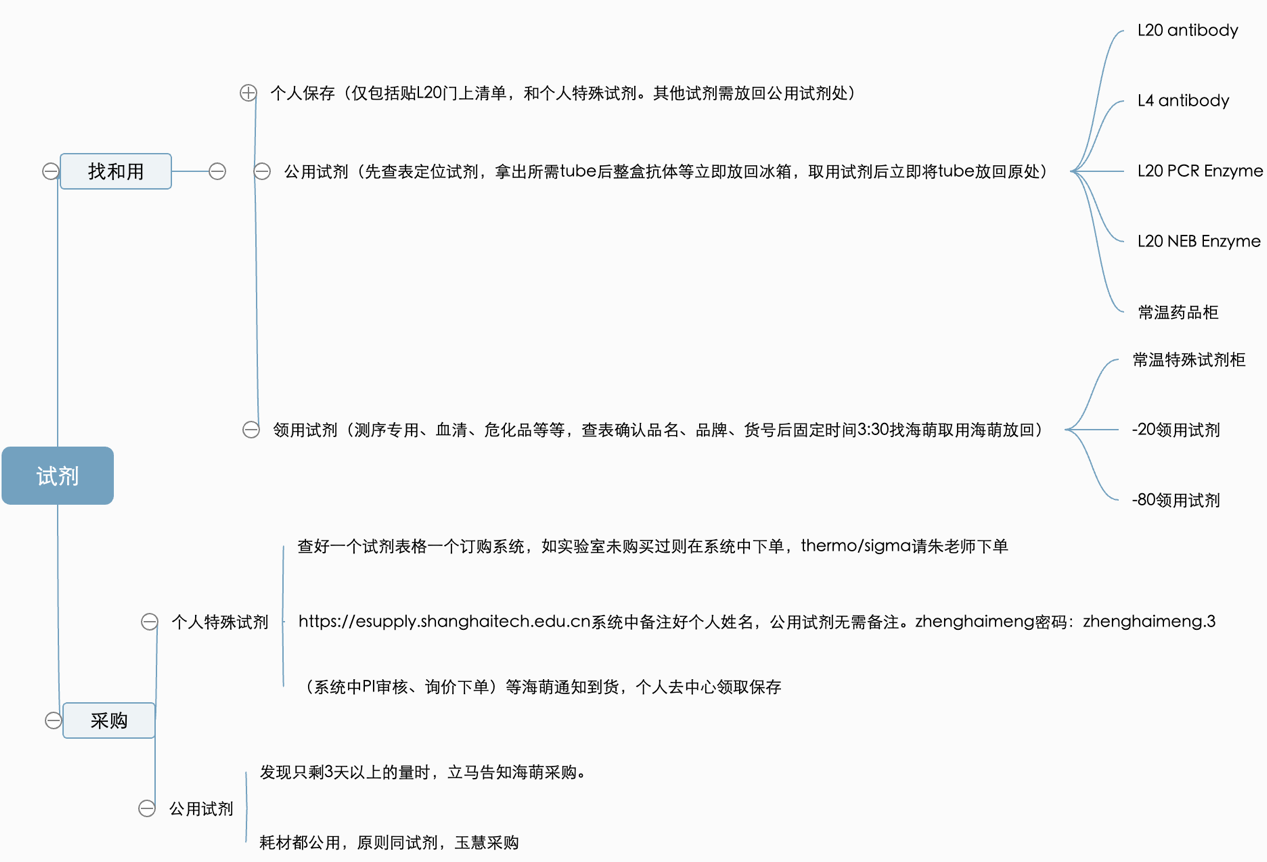 试剂
找和用
个人保存（仅包括贴L20门上清单，和个人特殊试剂。其他试剂需放回公用试剂处）
公用试剂（先查表定位试剂，拿出所需tube后整盒抗体等立即放回冰箱，取用试剂后立即将tube放回原处）
L20 antibody
L4 antibody
L20 PCR Enzyme
L20 NEB Enzyme
常温药品柜
领用试剂（测序专用、血清、危化品等等，查表确认品名、品牌、货号后固定时间3:30找海萌取用海萌放回）
常温特殊试剂柜
-20领用试剂
-80领用试剂
采购
个人特殊试剂
查好一个试剂表格一个订购系统，如实验室未购买过则在系统中下单，thermo/sigma请朱老师下单
https://esupply.shanghaitech.edu.cn系统中备注好个人姓名，公用试剂无需备注。zhenghaimeng密码：zhenghaimeng.3
（系统中PI审核、询价下单）等海萌通知到货，个人去中心领取保存
公用试剂
发现只剩3天以上的量时，立马告知海萌采购。
耗材都公用，原则同试剂，玉慧采购